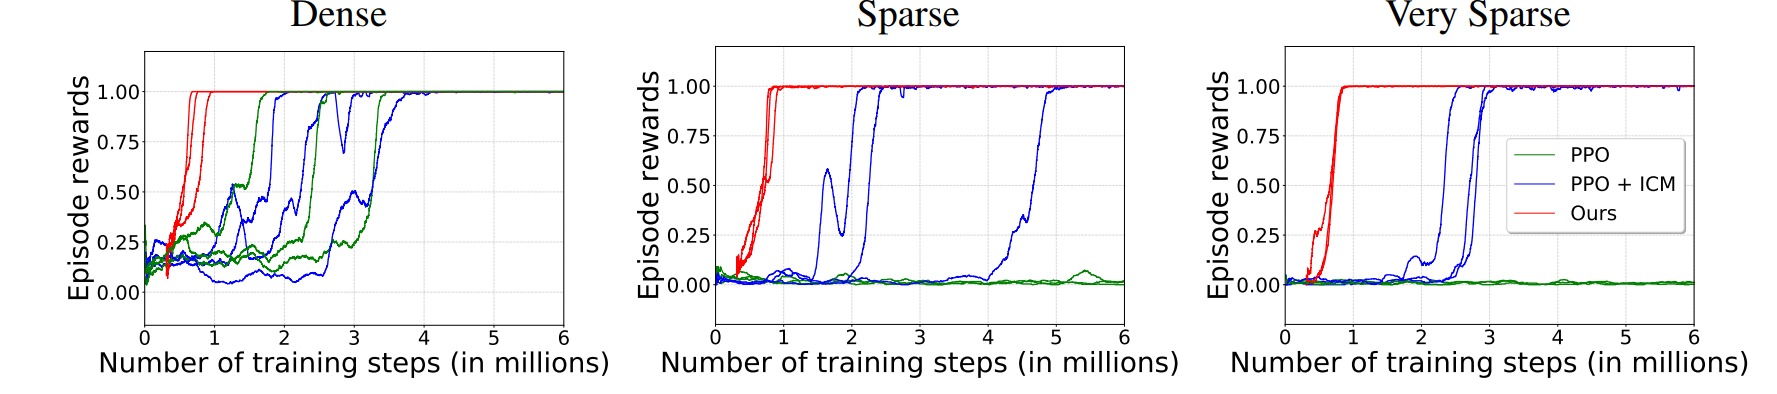 Dense
Sparse
Very Sparse
Episode rewards
1.00
0.75
0.50
0.25
0.00
0 1 2 3 4 5 6
Number of training steps (in millions)
Episode rewards
1.00
0.75
0.50
0.25
0.00
0 1 2 3 4 5 6
Number of training steps (in millions)
Episode rewards
1.00
0.75
0.50
0.25
0.00
PPO
PPO + ICM
Ours
0 1 2 3 4 5 6
Number of training steps (in millions)